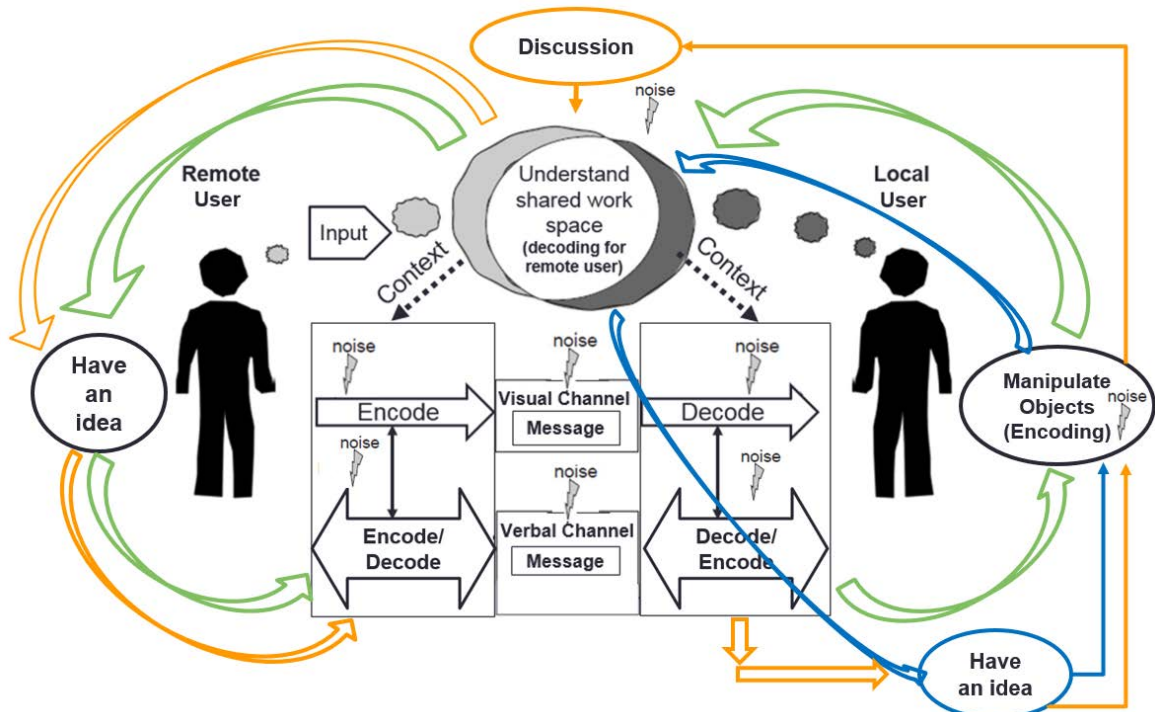 Discussion
noise
Remote
User
Input
Understand
shared work
space
(decoding for
remote user)
Local
User
Context
Context
Have
an
idea
noise
noise
noise
Encode
Visual Channel
Message
Decode
Manipulate
Objects
(Encoding)
noise
noise
noise
noise
Encode/
Decode
Verbal Channel
Message
Decode/
Encode
Have
an idea